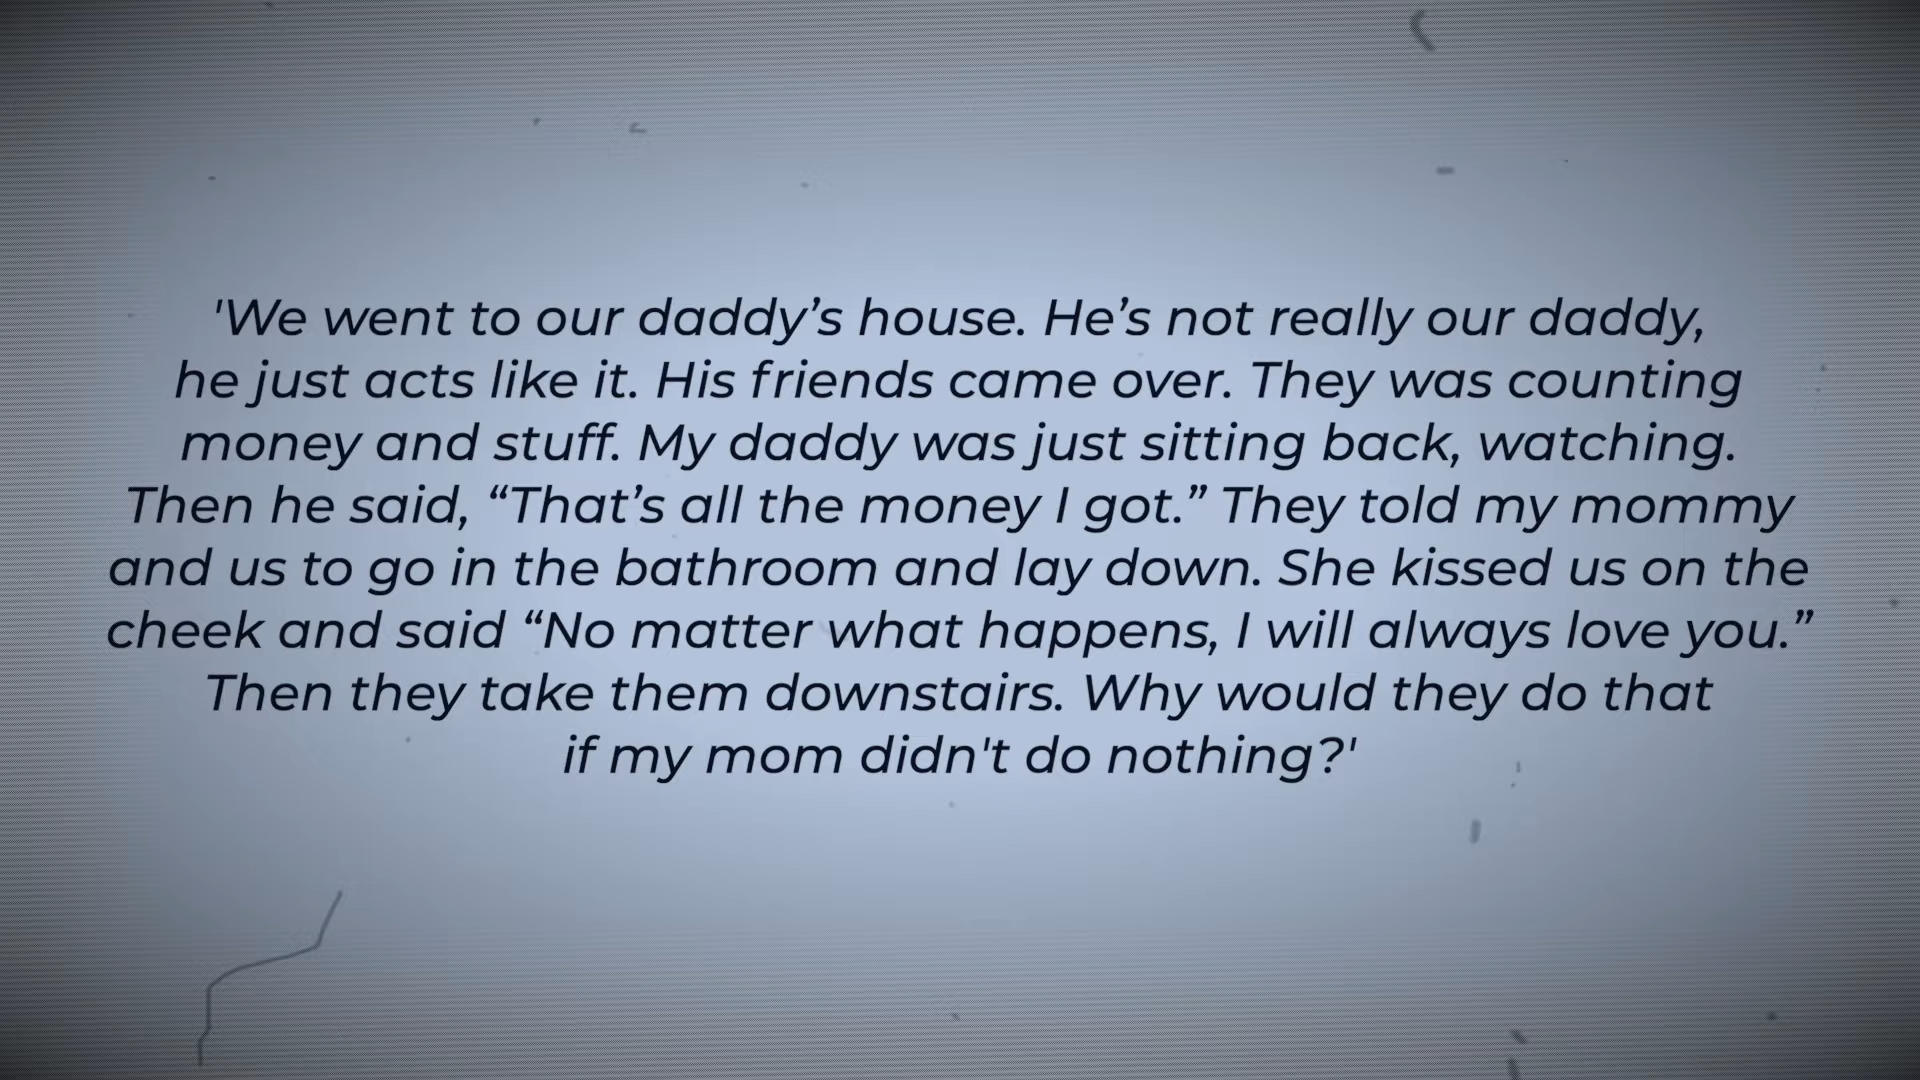 'We went to our daddy’s house. He’s not really our daddy,
he just acts like it. His friends came over. They was counting
money and stuff. My daddy was just sitting back, watching.
Then he said, “That’s all the money I got.” They told my mommy
and us to go in the bathroom and lay down. She kissed us on the
cheek and said “No matter what happens, I will always love you.”
Then they take them downstairs. Why would they do that
if my mom didn't do nothing?'